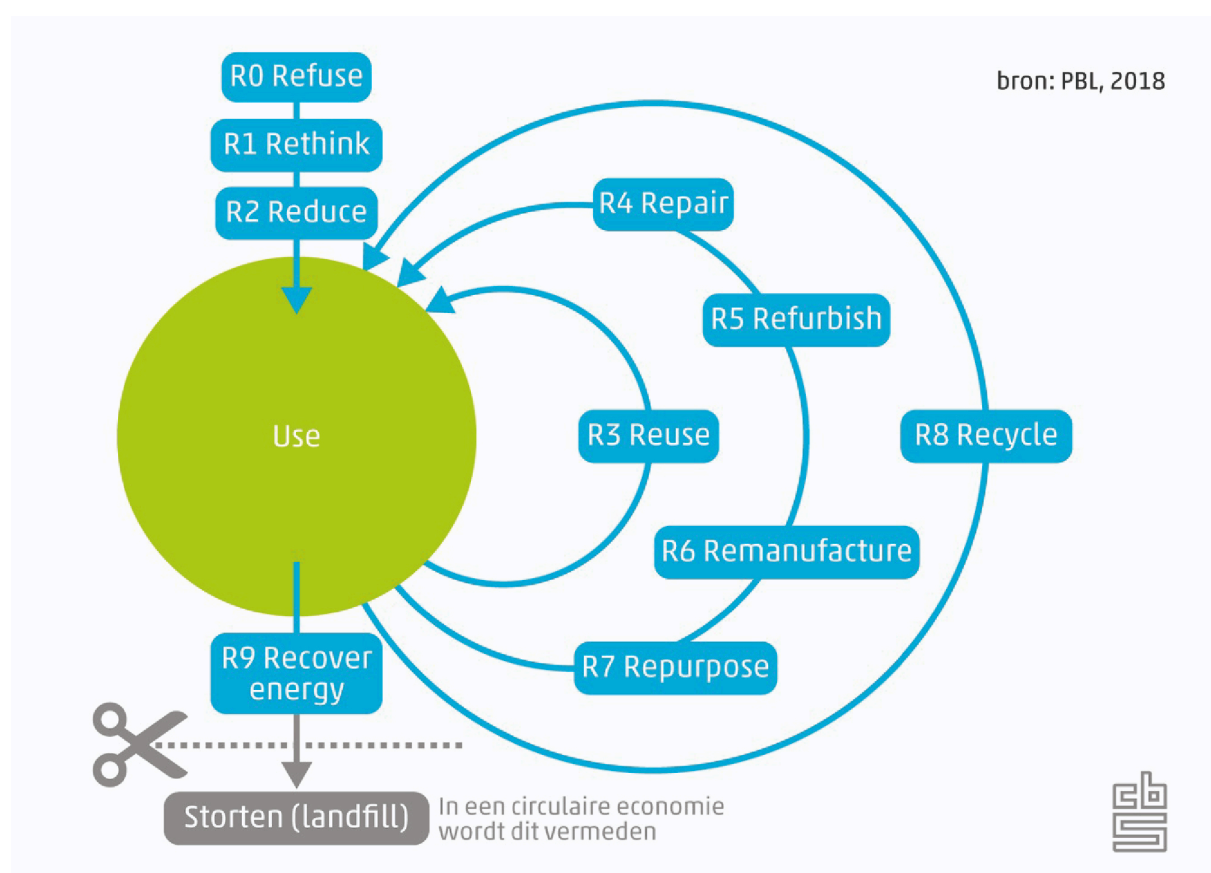 R0 Refuse
bron: PBL, 2018
R1 Rethink
R2 Reduce
R4 Repair
R5 Refurbish
Use
R3 Reuse
R8 Recycle
R6 Remanufacture
R7 Repurpose
R9 Recover
energy
Storten (landfill)
In een circulaire economie
wordt dit vermeden
cbs